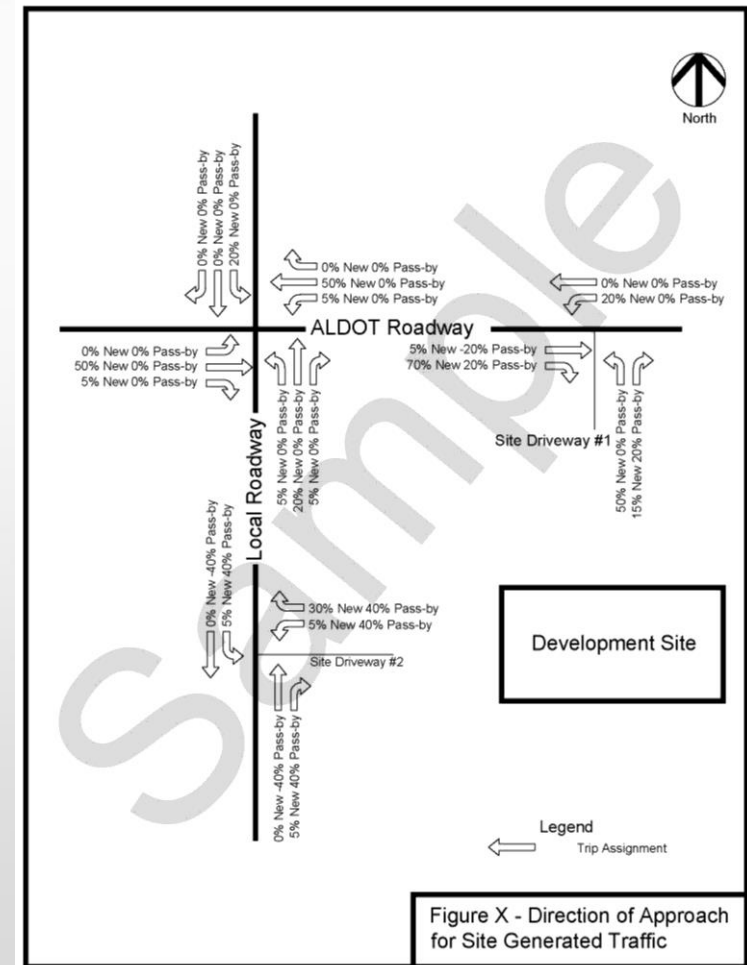 North
0% New 0% Pass-by
0% New 0% Pass-by
20% New 0% Pass-by
0% New 0% Pass-by
50% New 0% Pass-by
5% New 0% Pass-by
0% New 0% Pass-by
20% New 0% Pass-by
ALDOT Roadway
0% New 0% Pass-by
50% New 0% Pass-by
5% New 0% Pass-by
5% New -20% Pass-by
70% New 20% Pass-by
5% New 0% Pass-by
20% New 0% Pass-by
5% New 0% Pass-by
Site Driveway #1
50% New 0% Pass-by
15% New 20% Pass-by
Local Roadway
0% New -40% Pass-by
5% New 40% Pass-by
30% New 40% Pass-by
5% New 40% Pass-by
Site Driveway #2
0% New -40% Pass-by
5% New 40% Pass-by
Development Site
Sample
Legend
Trip Assignment
Figure X - Direction of Approach
for Site Generated Traffic